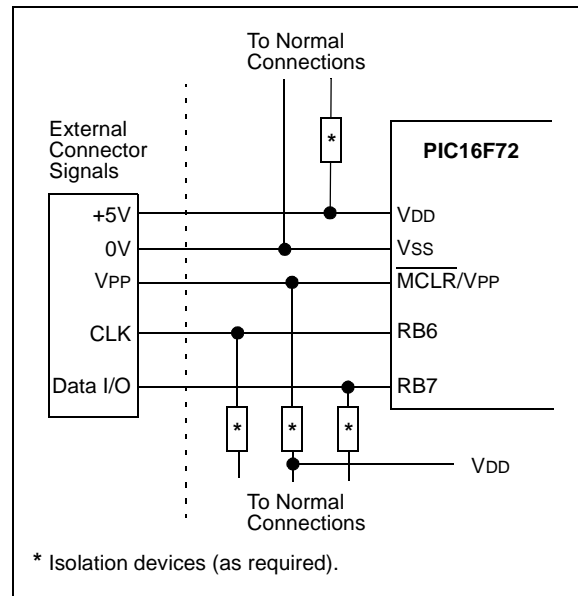 To Normal
Connections
*
PIC16F72
External
Connector
Signals
+5V
VDD
0V
VSS
VPP
MCLR/VPP
CLK
RB6
Data I/O
RB7
* * *
VDD
To Normal
Connections
* Isolation devices (as required).